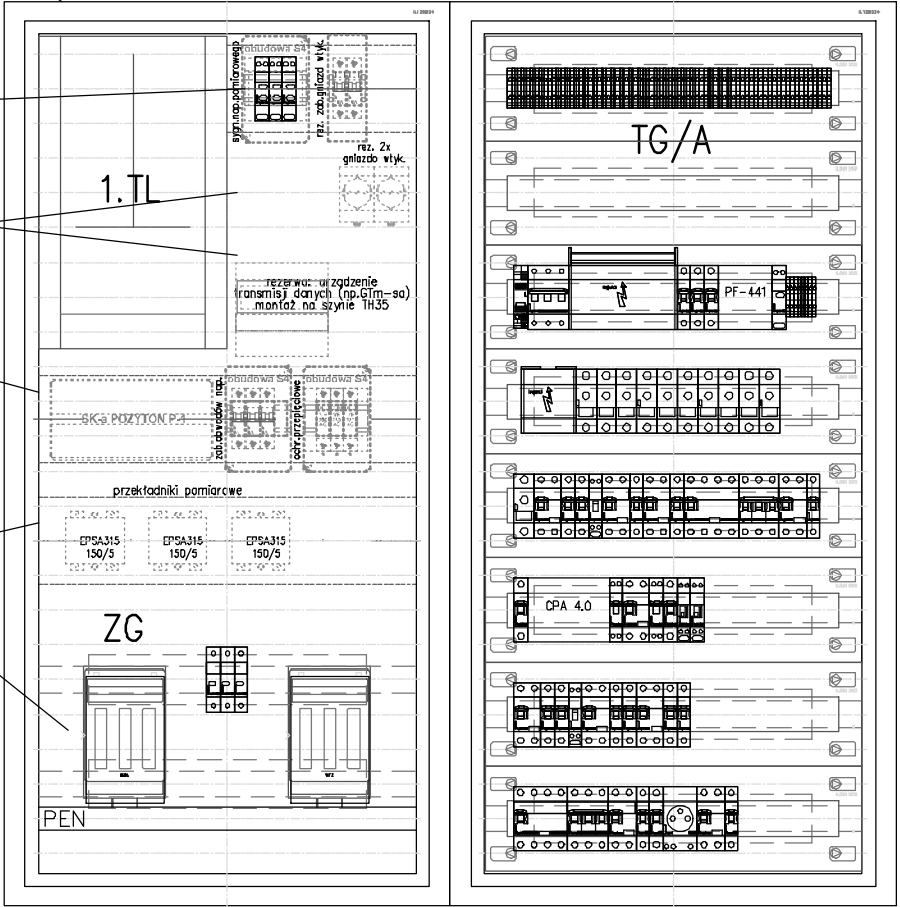 obudowa S4
sygn.nap.pomiarowego
rez. zab.gniazd wtyk.
rez. 2x
gniazdo wtyk.
1.TL
rezerwa: urządzenie
transmisji danych (np.GTm-sa)
montaż na szynie TH35
obudowa S4
obudowa S4
SK-a POZYTON P-1
zab.obwodów nap.
ochr.przepięciowe
przekładniki pomiarowe
EPSA315
150/5
EPSA315
150/5
EPSA315
150/5
ZG
PEN
TG/A
PF-441
CPA 4.0